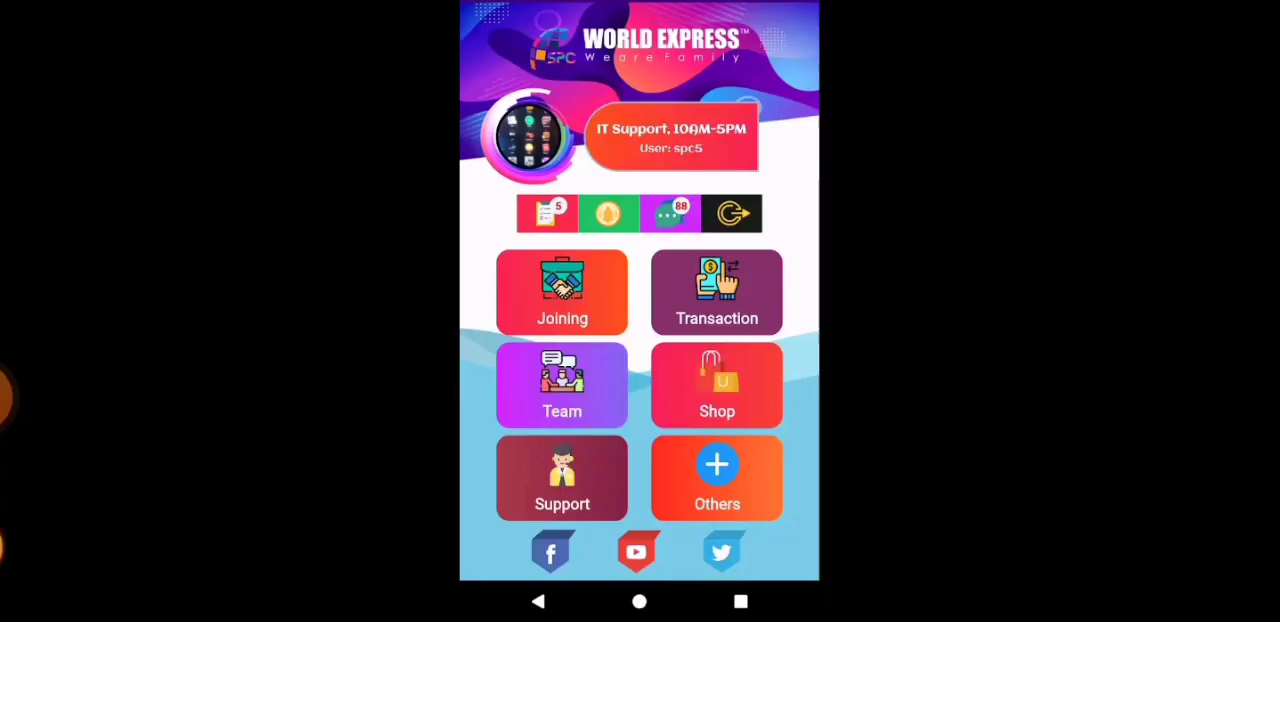 WORLD EXPRESS™
SPC
We are Family
IT Support, 10AM-5PM
User: spc5
5
88
Joining
Transaction
Team
Shop
U
Support
Others